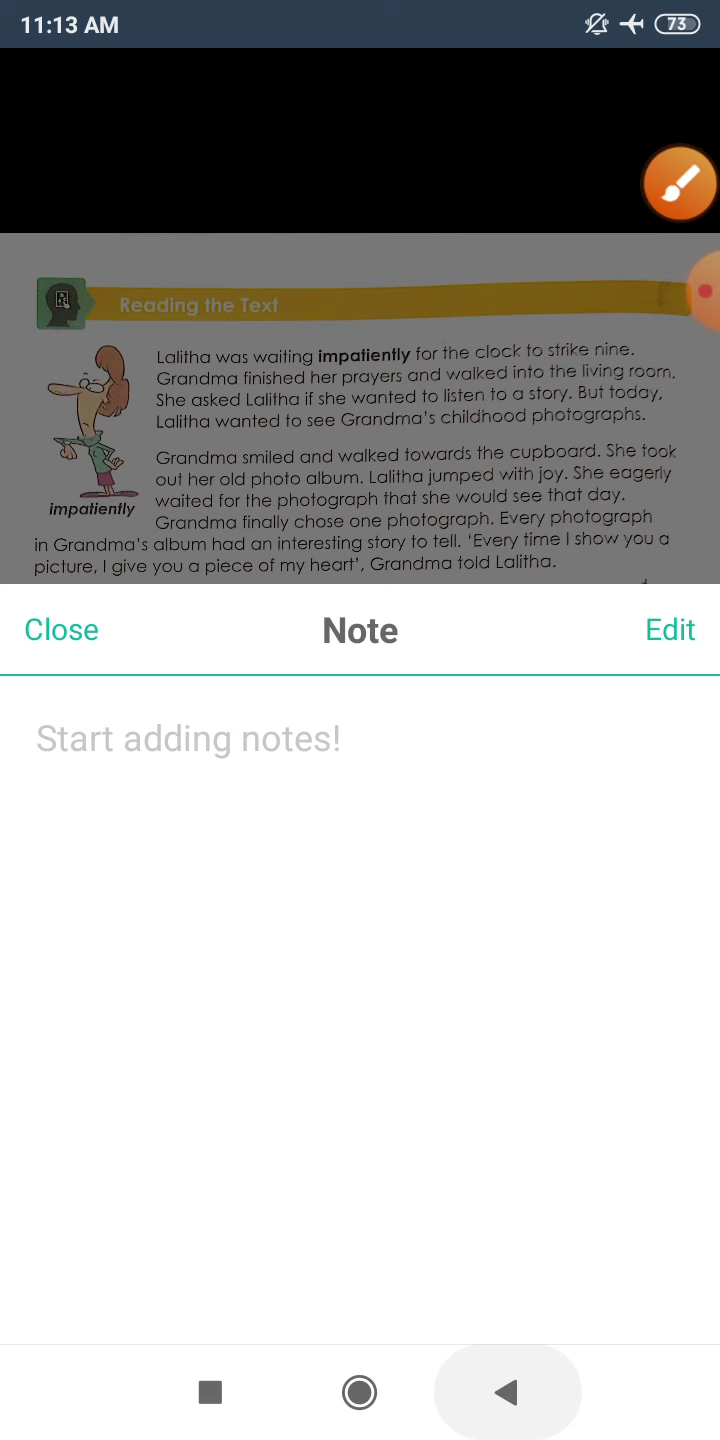 11:13 AM
73
Reading the Text
Lalitha was waiting impatiently for the clock to strike nine.
Grandma finished her prayers and walked into the living room.
She asked Lalitha if she wanted to listen to a story. But today,
Lalitha wanted to see Grandma's childhood photographs.
Grandma smiled and walked towards the cupboard. She took
out her old photo album. Lalitha jumped with joy. She eagerly
waited for the photograph that she would see that day.
impatiently
Grandma finally chose one photograph. Every photograph
in Grandma's album had an interesting story to tell. ‘Every time I show you a
picture, I give you a piece of my heart’, Grandma told Lalitha.
Close
Note
Edit
Start adding notes!